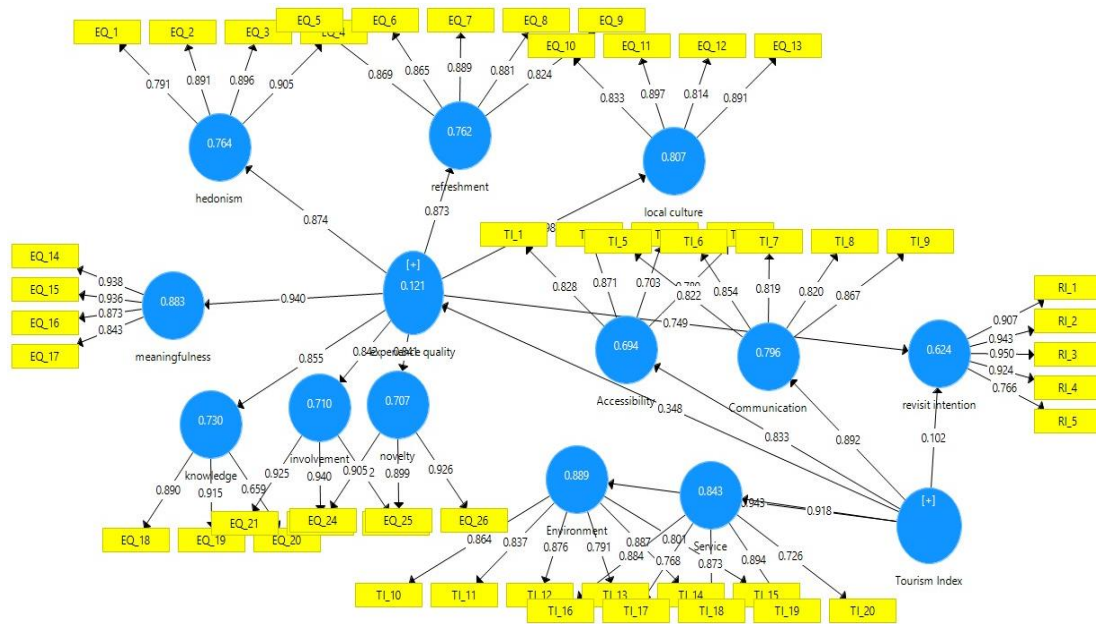 EQ_1
EQ_2
EQ_3
EQ_4
EQ_5
EQ_6
EQ_7
EQ_8
EQ_9
EQ_10
EQ_11
EQ_12
EQ_13
0.791
0.891
0.896
0.905
0.869
0.865
0.889
0.881
0.824
0.833
0.897
0.814
0.891
0.764
hedonism
0.762
refreshment
0.807
local culture
0.874
0.873
TI_1
TI_5
TI_6
TI_7
TI_8
TI_9
EQ_14
EQ_15
EQ_16
EQ_17
0.938
0.936
0.873
0.843
0.883
meaningfulness
0.940
[+]
0.121
experience quality
0.828
0.871
0.703
0.822
0.854
0.819
0.820
0.867
0.749
0.694
Accessibility
0.796
Communication
0.624
revisit intention
0.907
0.943
0.950
0.924
0.766
RI_1
RI_2
RI_3
RI_4
RI_5
0.855
0.842
0.841
0.348
0.833
0.892
0.102
0.730
knowledge
0.710
involvement
0.707
novelty
0.890
0.915
0.659
0.925
0.940
0.905
0.899
0.926
EQ_18
EQ_19
EQ_20
EQ_21
EQ_24
EQ_25
EQ_26
0.889
Environment
0.843
Service
0.943
0.918
[+]
Tourism Index
0.864
0.837
0.876
0.791
0.887
0.801
0.884
0.768
0.873
0.894
0.726
TI_10
TI_11
TI_12
TI_13
TI_14
TI_15
TI_16
TI_17
TI_18
TI_19
TI_20